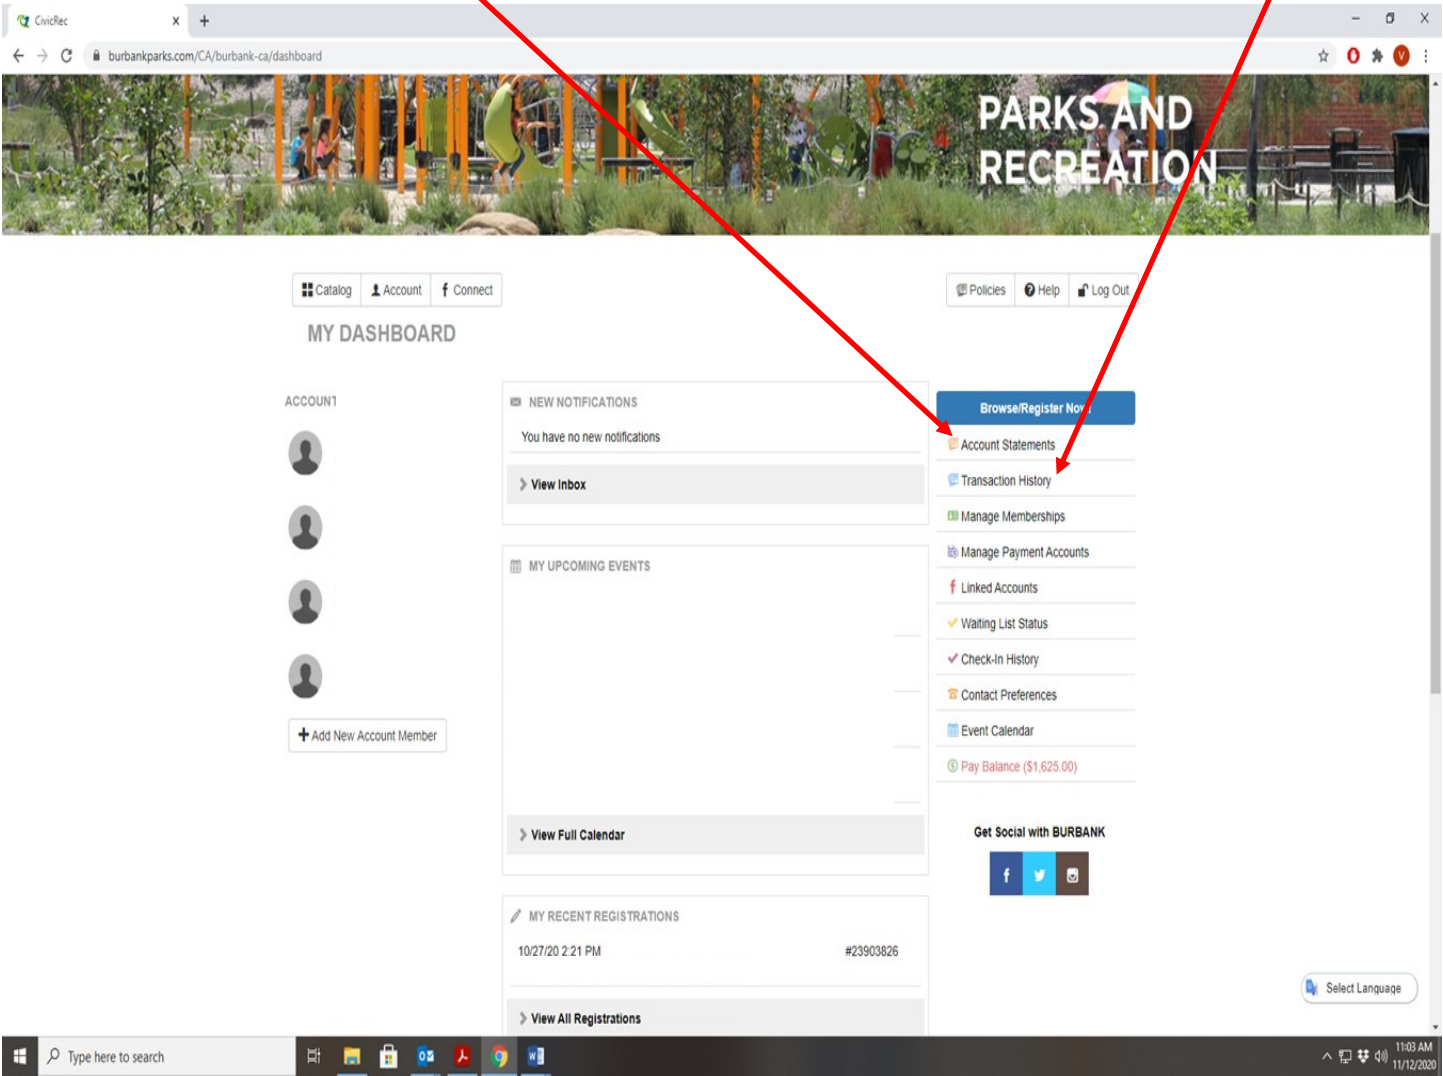 CivicRec
burbankparks.com/CA/burbank-ca/dashboard
V
PARKS AND
RECREATION
Catalog
Account
Connect
Policies
Help
Log Out
MY DASHBOARD
ACCOUNT
Add New Account Member
NEW NOTIFICATIONS
You have no new notifications
View Inbox
MY UPCOMING EVENTS
View Full Calendar
MY RECENT REGISTRATIONS
10/27/20 2:21 PM #23903826
View All Registrations
Browse/Register Now!
Account Statements
Transaction History
Manage Memberships
Manage Payment Accounts
Linked Accounts
Waiting List Status
Check-In History
Contact Preferences
Event Calendar
Pay Balance ($1,625.00)
Get Social with BURBANK
Select Language
Type here to search
11:03 AM
11/12/2020